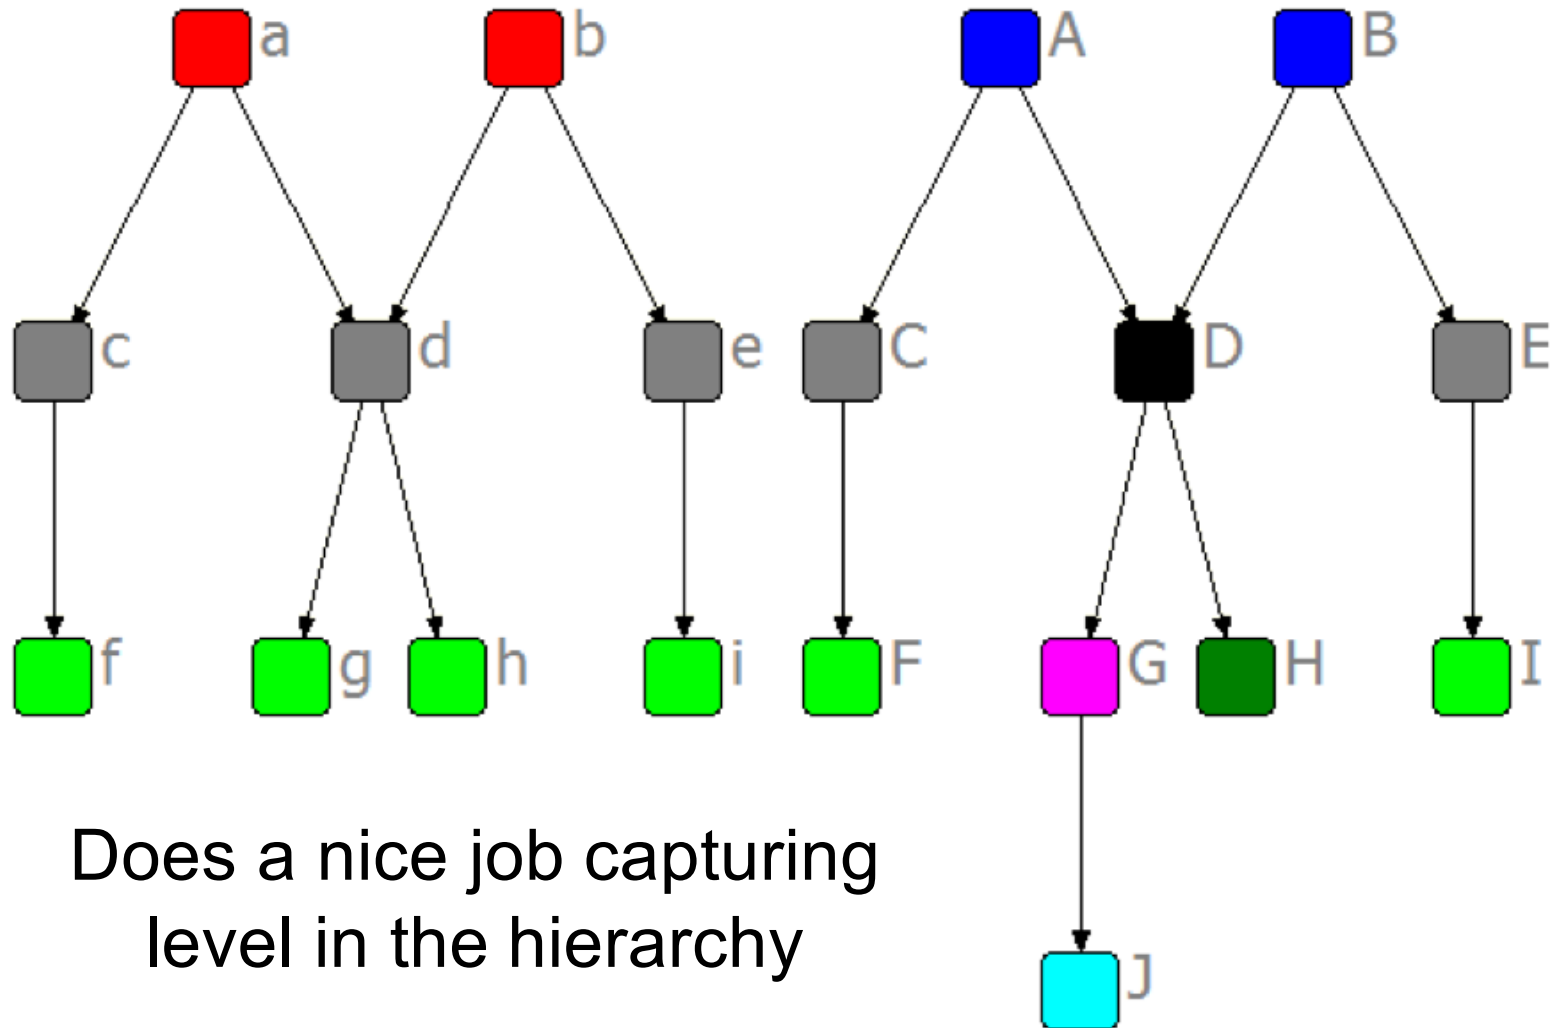 a b A B
c d e C D E
f g h i F G H I
Does a nice job capturing
level in the hierarchy
J